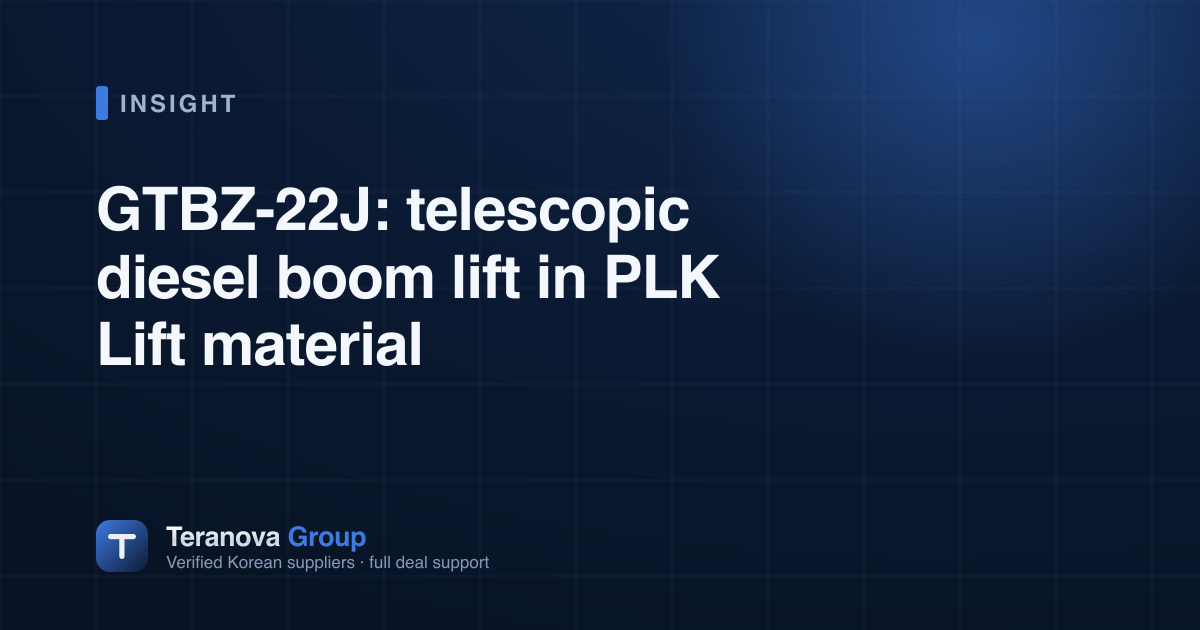 INSIGHT
GTBZ-22J: telescopic
diesel boom lift in PLK
Lift material
T
Teranova Group
Verified Korean suppliers · full deal support